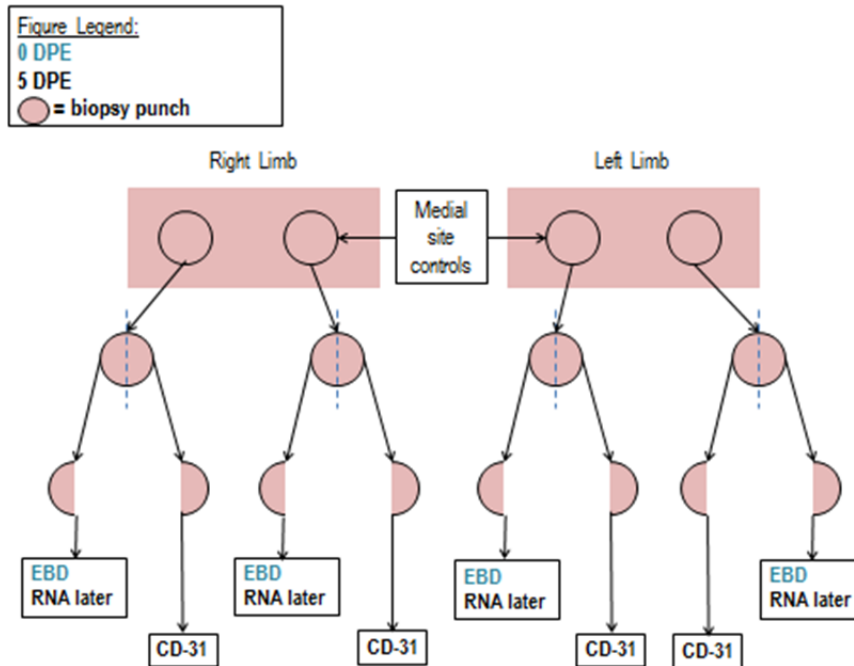 Figure Legend:
0 DPE
5 DPE
= biopsy punch
Right Limb
Left Limb
Medial
site
controls
EBD
RNA later
EBD
RNA later
EBD
RNA later
EBD
RNA later
CD-31
CD-31
CD-31
CD-31